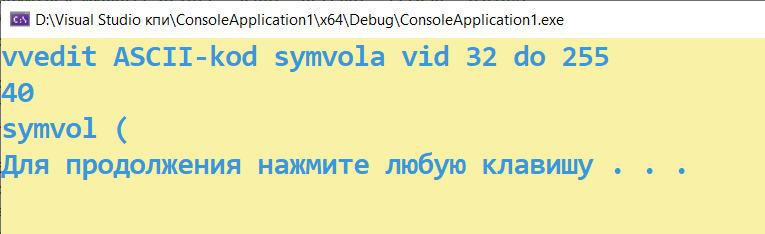 D:\Visual Studio кпи\ConsoleApplication1\x64\Debug\ConsoleApplication1.exe
vvedit ASCII-kod symvola vid 32 do 255
40
symvol (
Для продолжения нажмите любую клавишу . . .